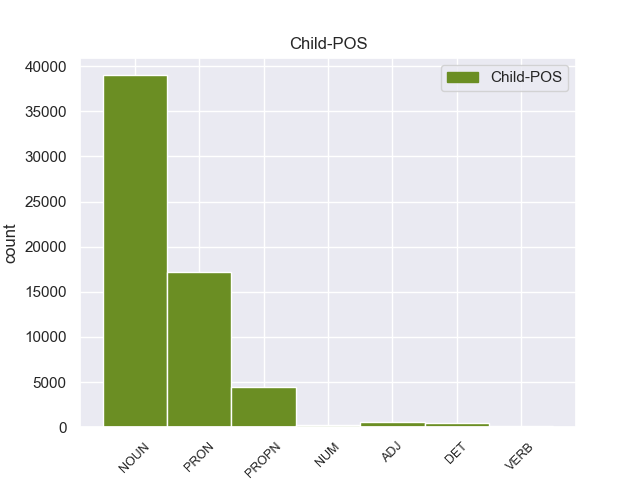 Child-POS
Child-POS
40000
35000
30000
25000
20000
15000
10000
5000
0
count
NOUN
PRON
PROPN
NUM
ADJ
DET
VERB